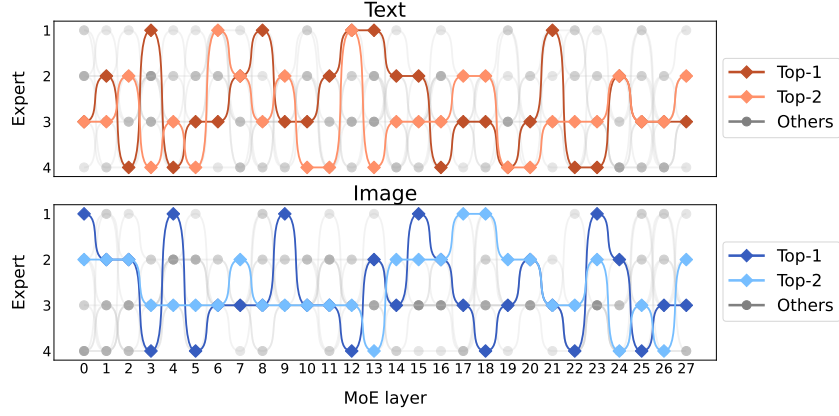 Text
1
2
3
4
Expert
Top-1
Top-2
Others
Image
1
2
3
4
Expert
Top-1
Top-2
Others
0 1 2 3 4 5 6 7 8 9 10 11 12 13 14 15 16 17 18 19 20 21 22 23 24 25 26 27
MoE layer